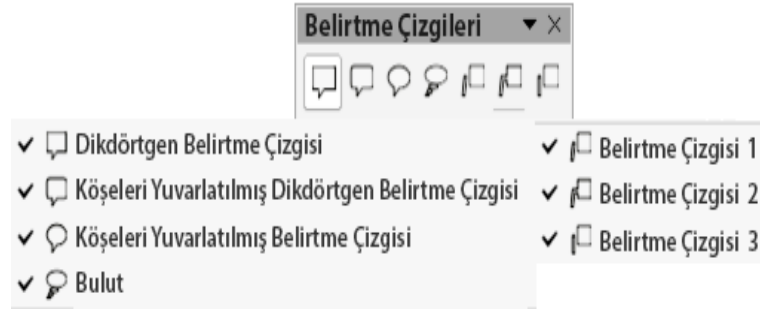 Belirtme Çizgileri
Dikdörtgen Belirtme Çizgisi
Köşeleri Yuvarlatılmış Dikdörtgen Belirtme Çizgisi
Köşeleri Yuvarlatılmış Belirtme Çizgisi
Bulut
Belirtme Çizgisi 1
Belirtme Çizgisi 2
Belirtme Çizgisi 3